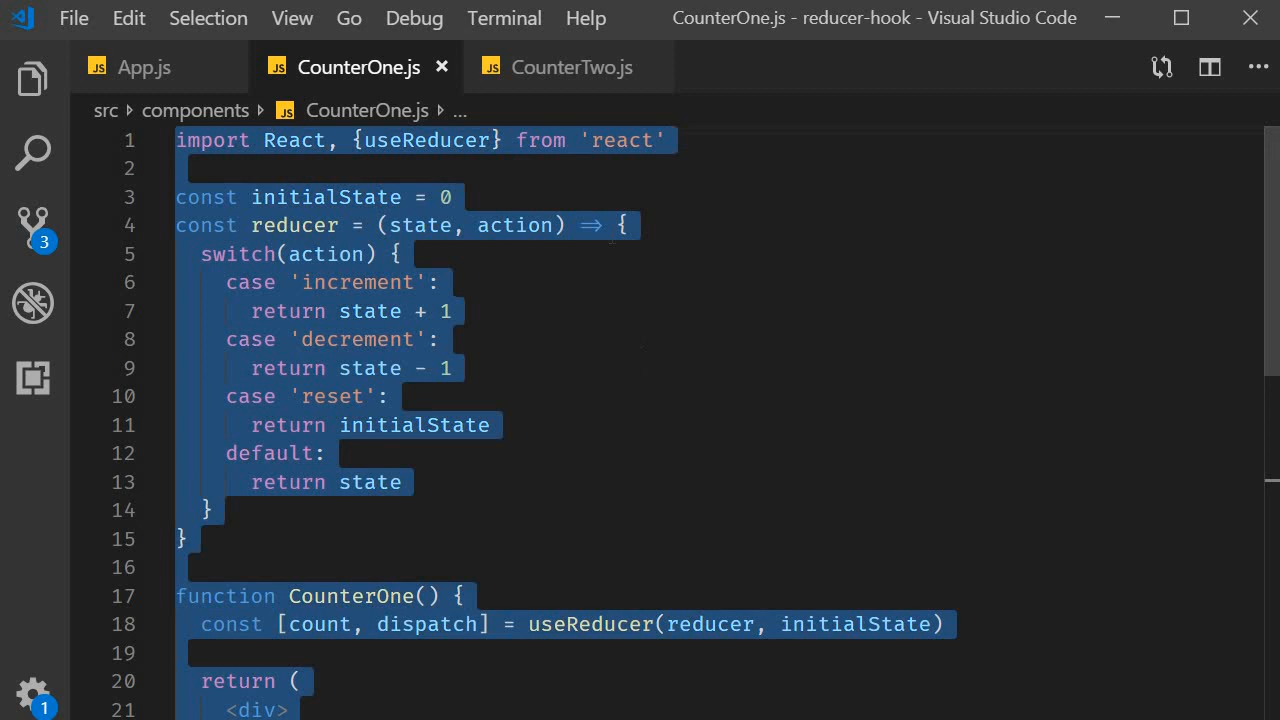 File Edit Selection View Go Debug Terminal Help CounterOne.js - reducer-hook - Visual Studio Code
JS App.js JS CounterOne.js × JS CounterTwo.js
src components JS CounterOne.js ...
1 import React, {useReducer} from 'react'
2
3 const initialState = 0
4 const reducer = (state, action) => {
5 switch(action) {
6 case 'increment':
7 return state + 1
8 case 'decrement':
9 return state - 1
10 case 'reset':
11 return initialState
12 default:
13 return state
14 }
15 }
16
17 function CounterOne() {
18 const [count, dispatch] = useReducer(reducer, initialState)
19
20 return (
21 <div>
3
1